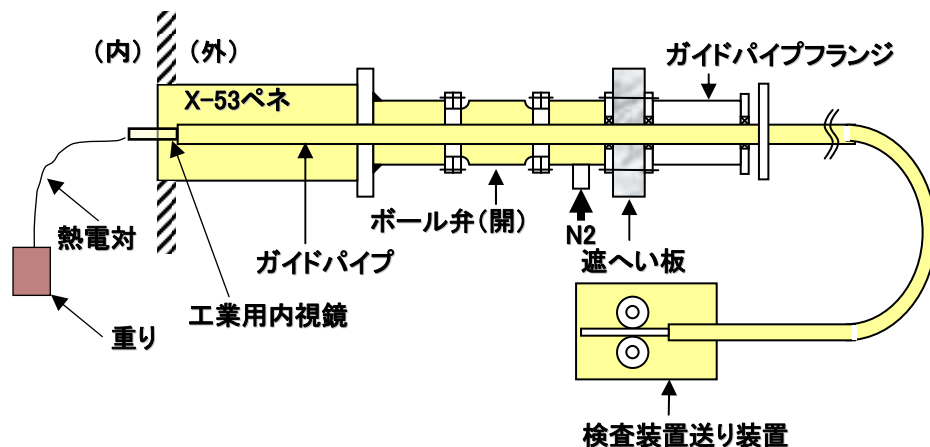 (内)
(外)
ガイドパイプフランジ
X-53ペネ
ボール弁(開)
N2
熱電対
ガイドパイプ
遮へい板
工業用内視鏡
重り
検査装置送り装置